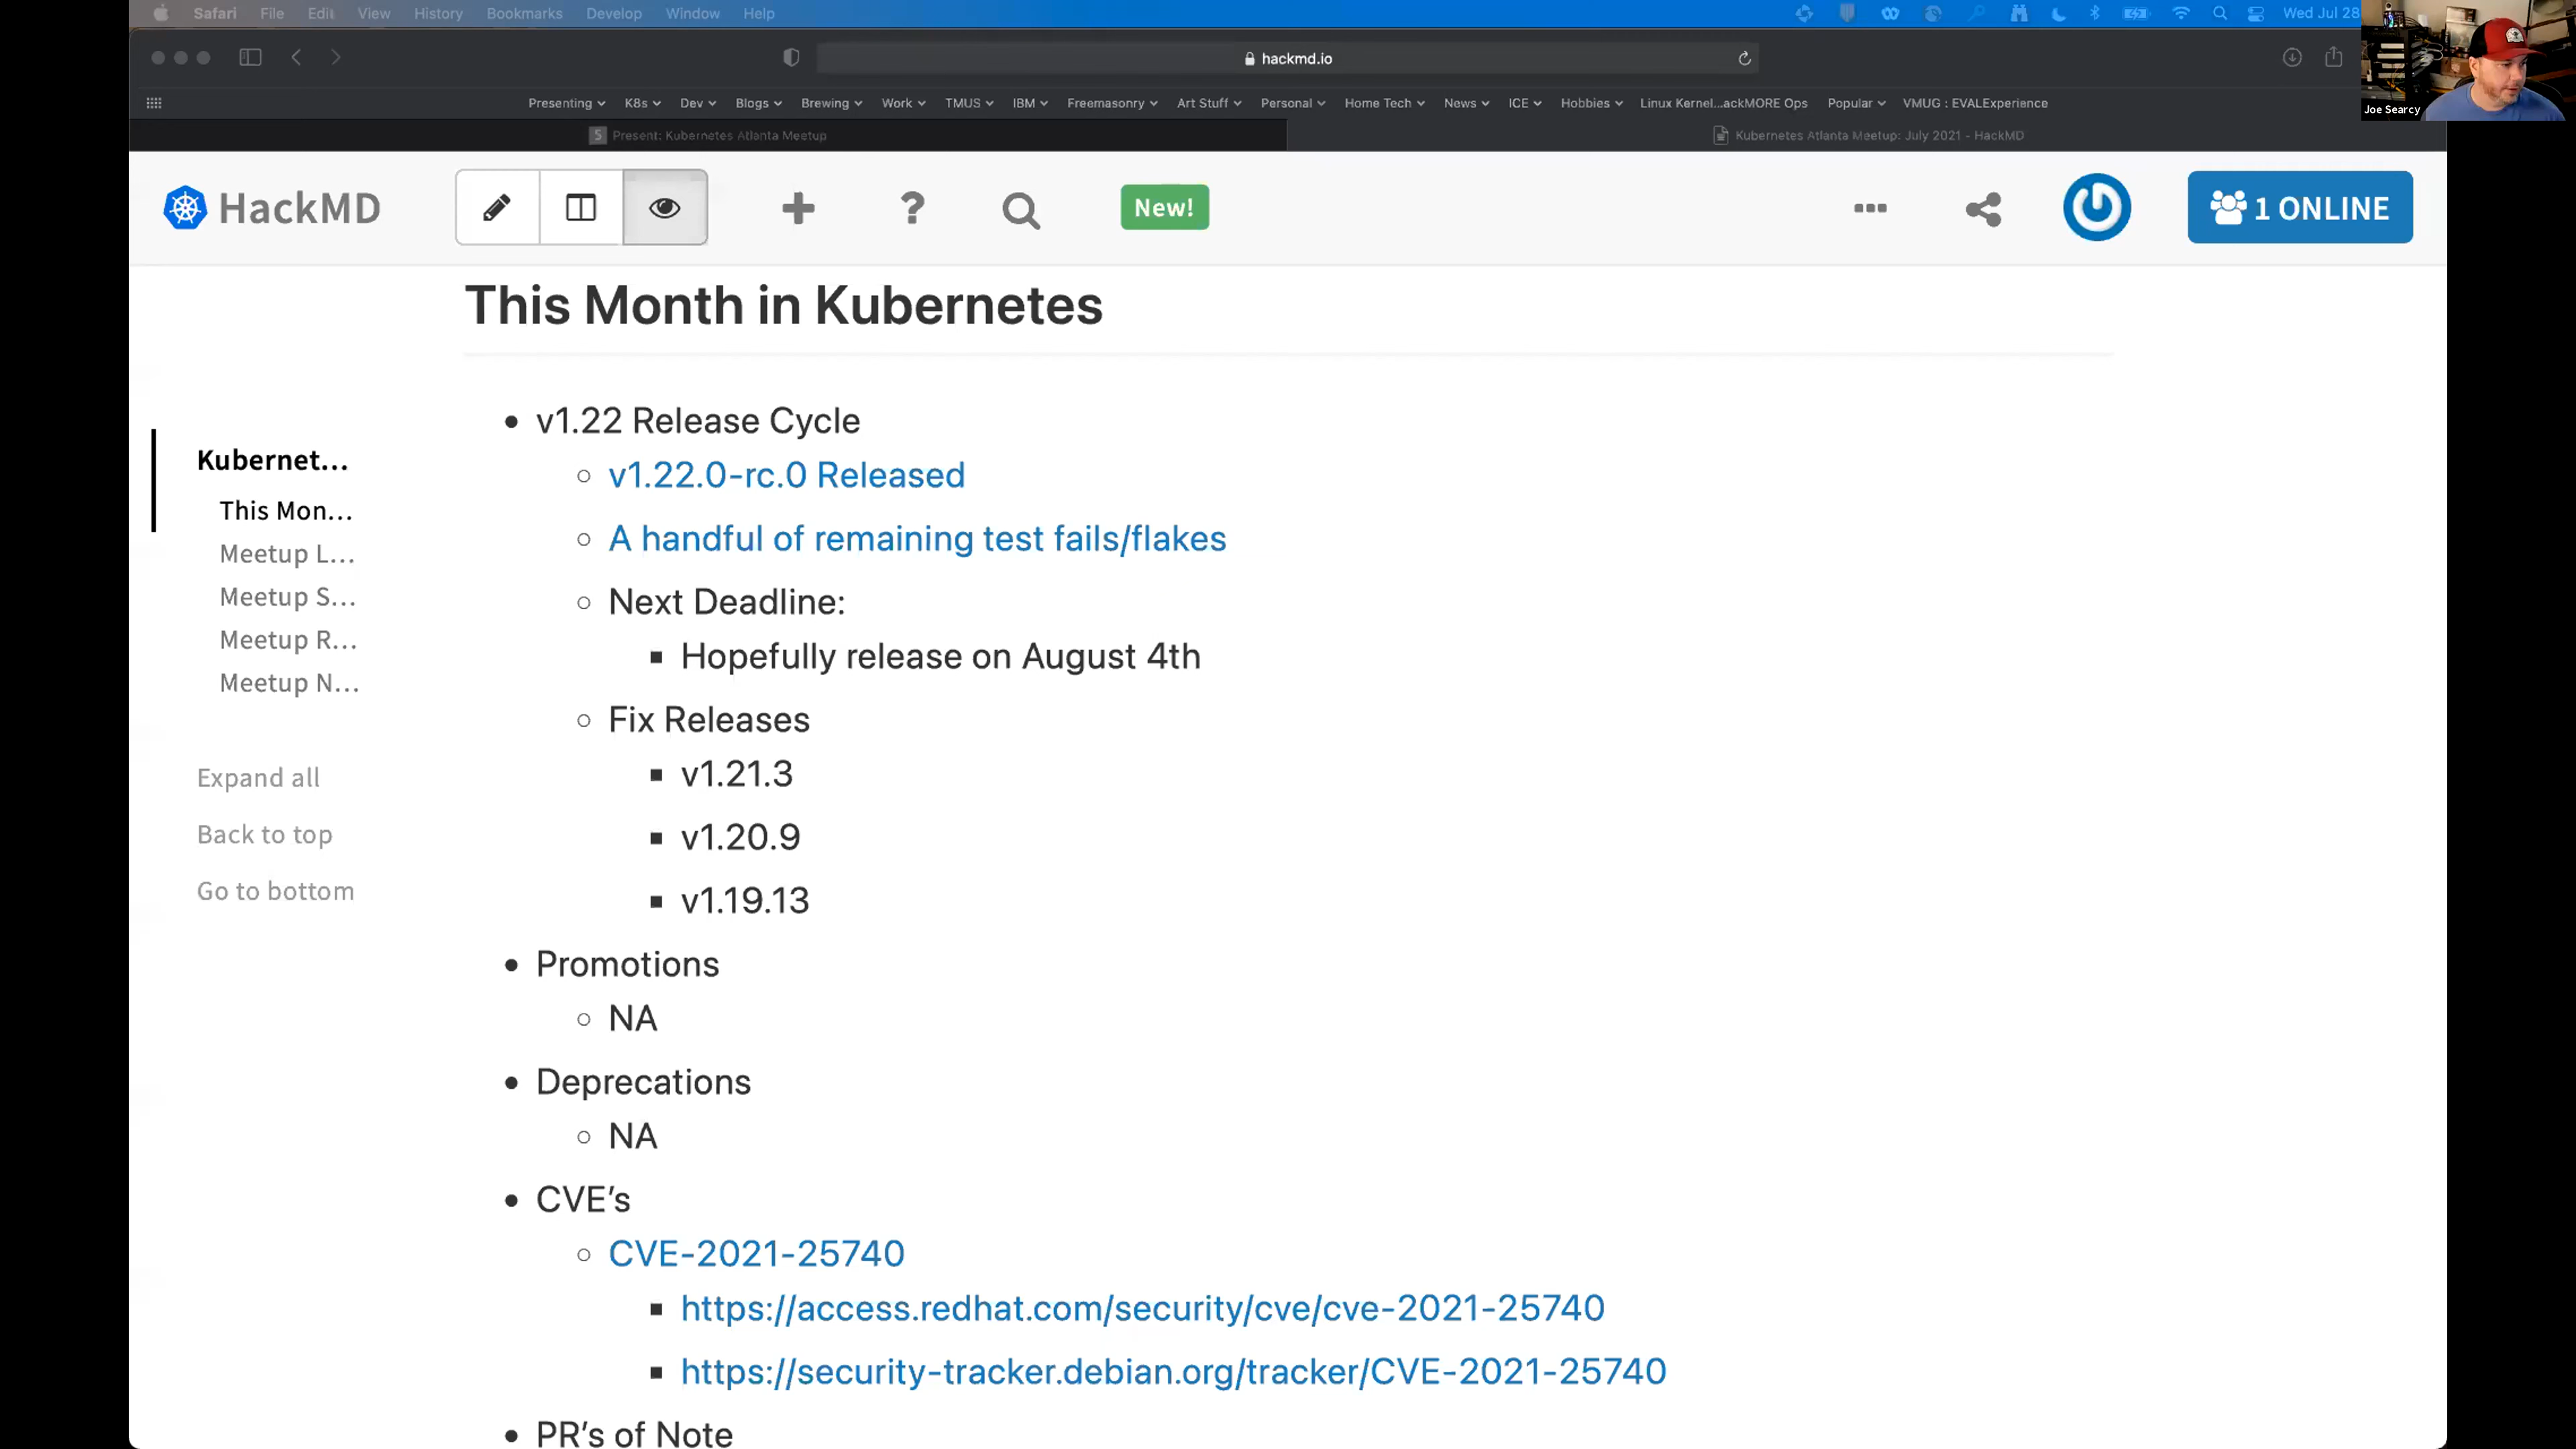 Safari File Edit View History Bookmarks Develop Window Help
Wed Jul 28
hackmd.io
Presenting K8s Dev Blogs Brewing Work TMUS IBM Freemasonry Art Stuff Personal Home Tech News ICE Hobbies Linux Kernel...ackMORE Ops Popular VMUG : EVALExperience
Joe Searcy
S Present: Kubernetes Atlanta Meetup
Kubernetes Atlanta Meetup: July 2021 - HackMD
HackMD
New!
1 ONLINE
Kubernet...
This Mon...
Meetup L...
Meetup S...
Meetup R...
Meetup N...
Expand all
Back to top
Go to bottom
This Month in Kubernetes
v1.22 Release Cycle
v1.22.0-rc.0 Released
A handful of remaining test fails/flakes
Next Deadline:
Hopefully release on August 4th
Fix Releases
v1.21.3
v1.20.9
v1.19.13
Promotions
NA
Deprecations
NA
CVE’s
CVE-2021-25740
https://access.redhat.com/security/cve/cve-2021-25740
https://security-tracker.debian.org/tracker/CVE-2021-25740
PR’s of Note